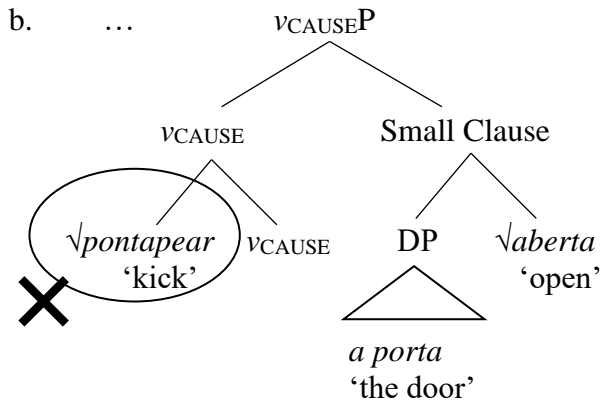 b. … vCAUSEP
vCAUSE Small Clause
√pontapear vCAUSE DP √aberta
‘kick’ ‘open’
a porta
‘the door’